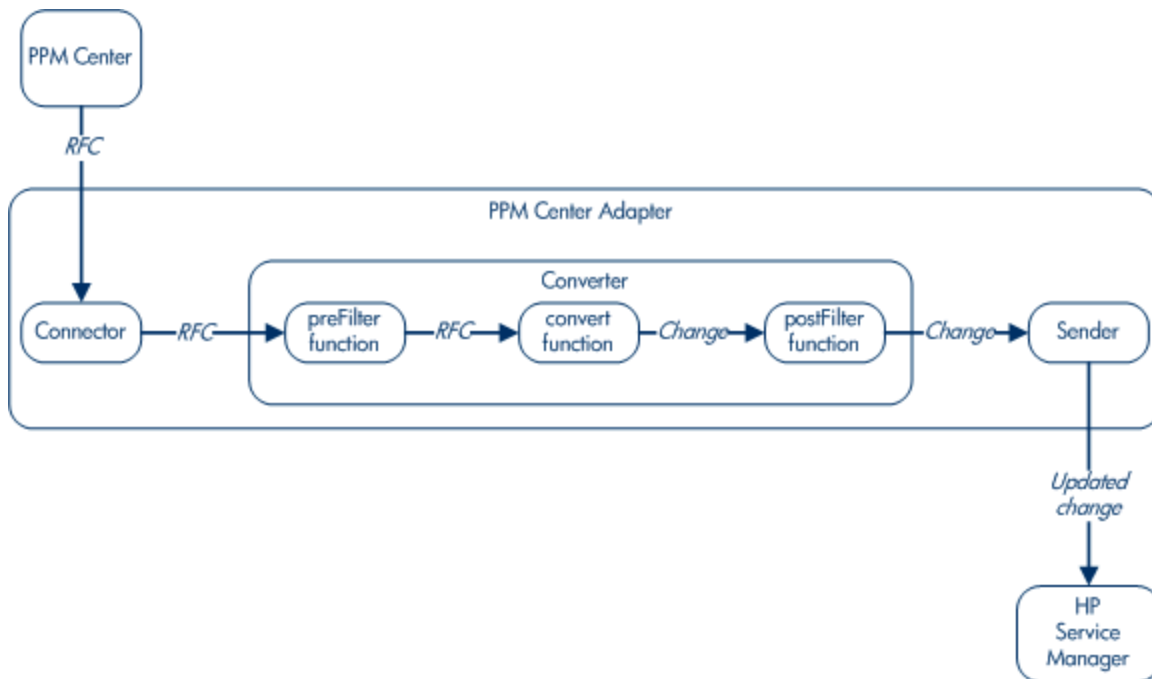 PPM Center
RFC
PPM Center Adapter
Converter
Connector
RFC
preFilter
function
RFC
convert
function
Change
postFilter
function
Change
Sender
Updated
change
HP
Service
Manager